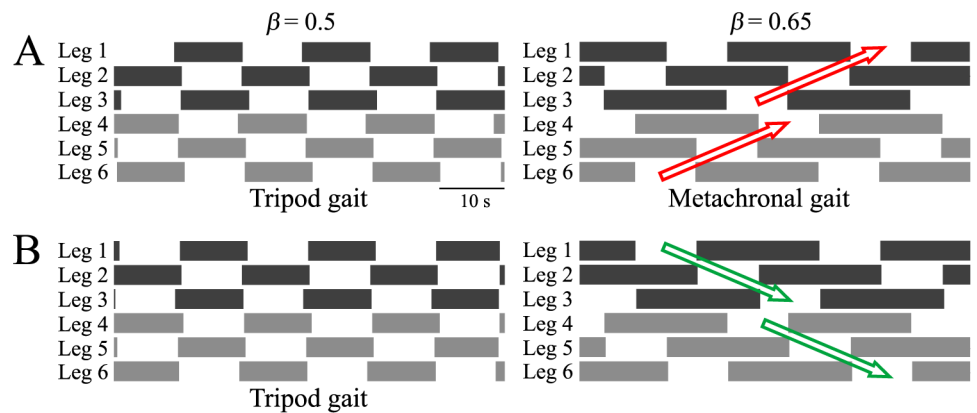 β = 0.5
β = 0.65
A
Leg 1
Leg 2
Leg 3
Leg 4
Leg 5
Leg 6
Tripod gait
10 s
Leg 1
Leg 2
Leg 3
Leg 4
Leg 5
Leg 6
Metachronal gait
B
Leg 1
Leg 2
Leg 3
Leg 4
Leg 5
Leg 6
Tripod gait
Leg 1
Leg 2
Leg 3
Leg 4
Leg 5
Leg 6